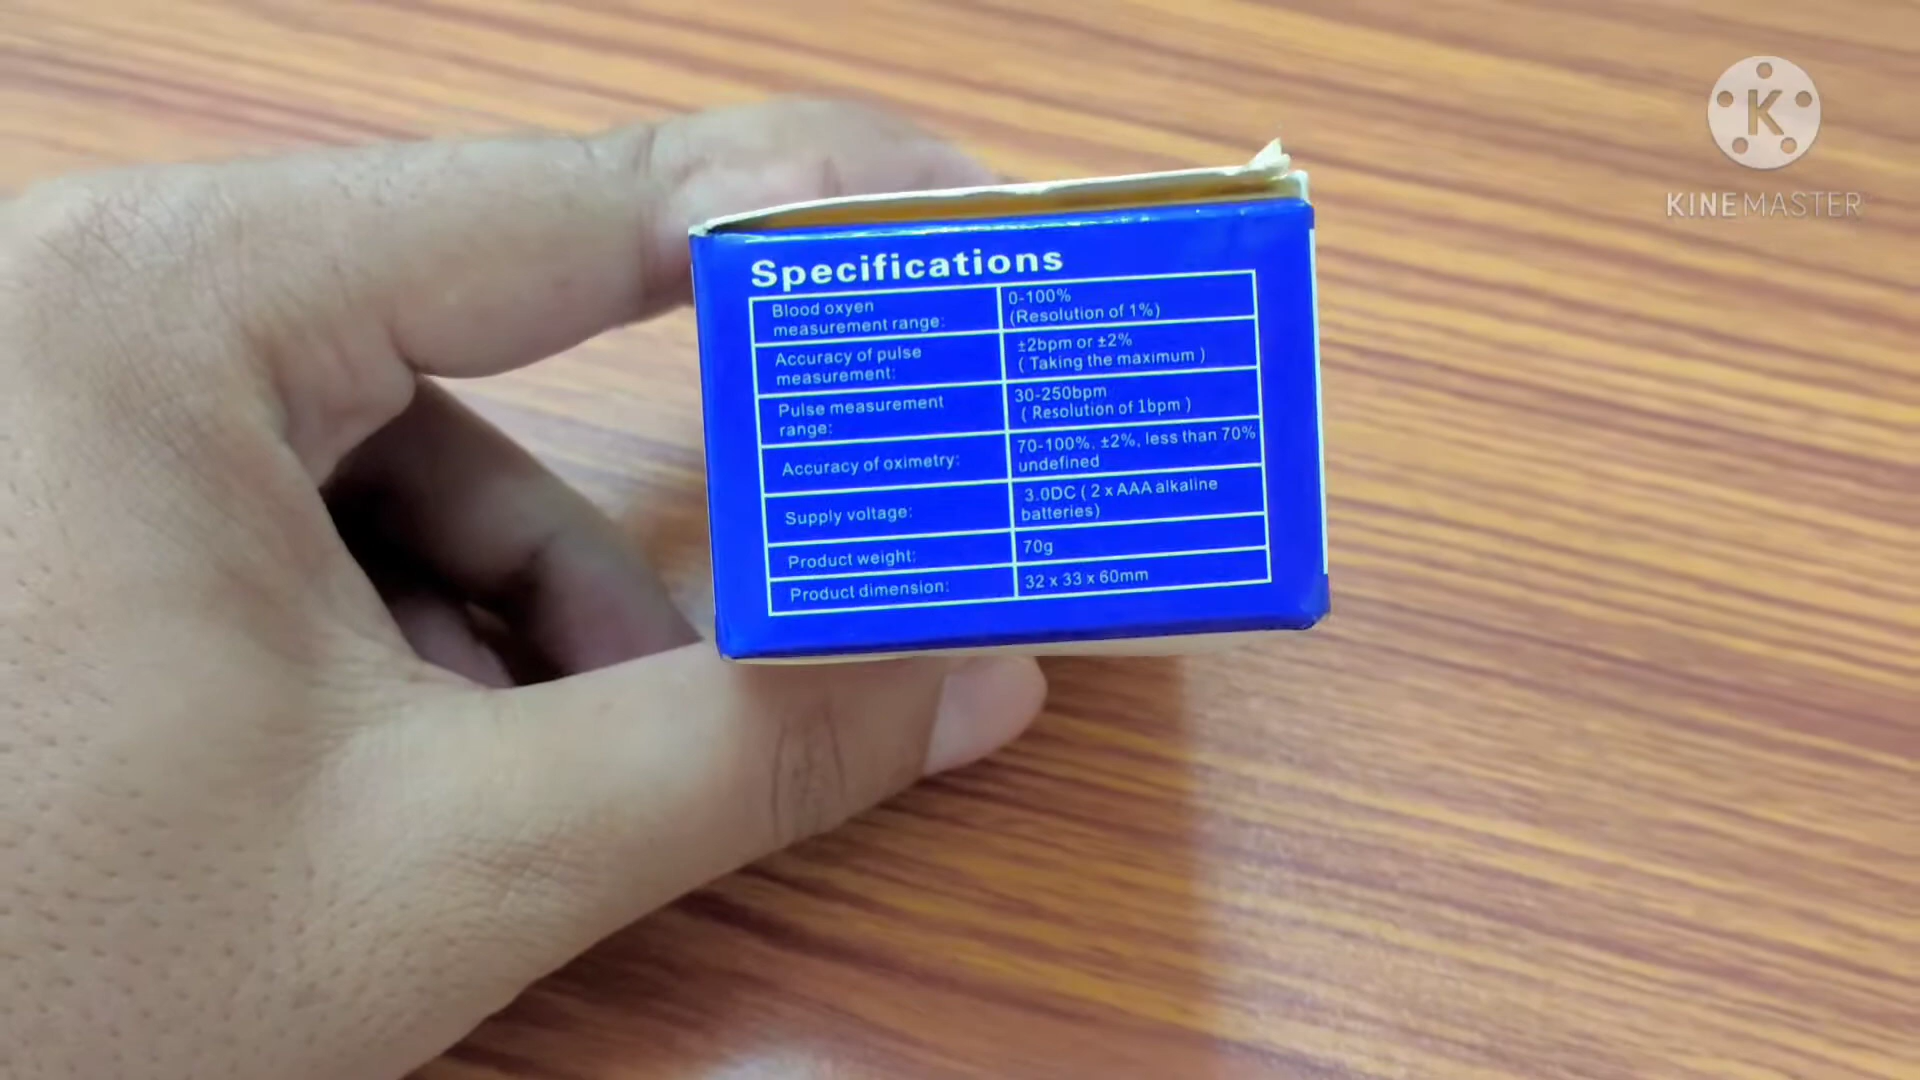 KINEMASTER
Specifications
Blood oxyen
measurement range:
0-100%
(Resolution of 1%)
Accuracy of pulse
measurement:
±2bpm or ±2%
( Taking the maximum )
Pulse measurement
range:
30-250bpm
( Resolution of 1bpm )
Accuracy of oximetry:
70-100%, ±2%, less than 70%
undefined
Supply voltage:
3.0DC ( 2 x AAA alkaline
batteries)
Product weight:
70g
Product dimension:
32 x 33 x 60mm